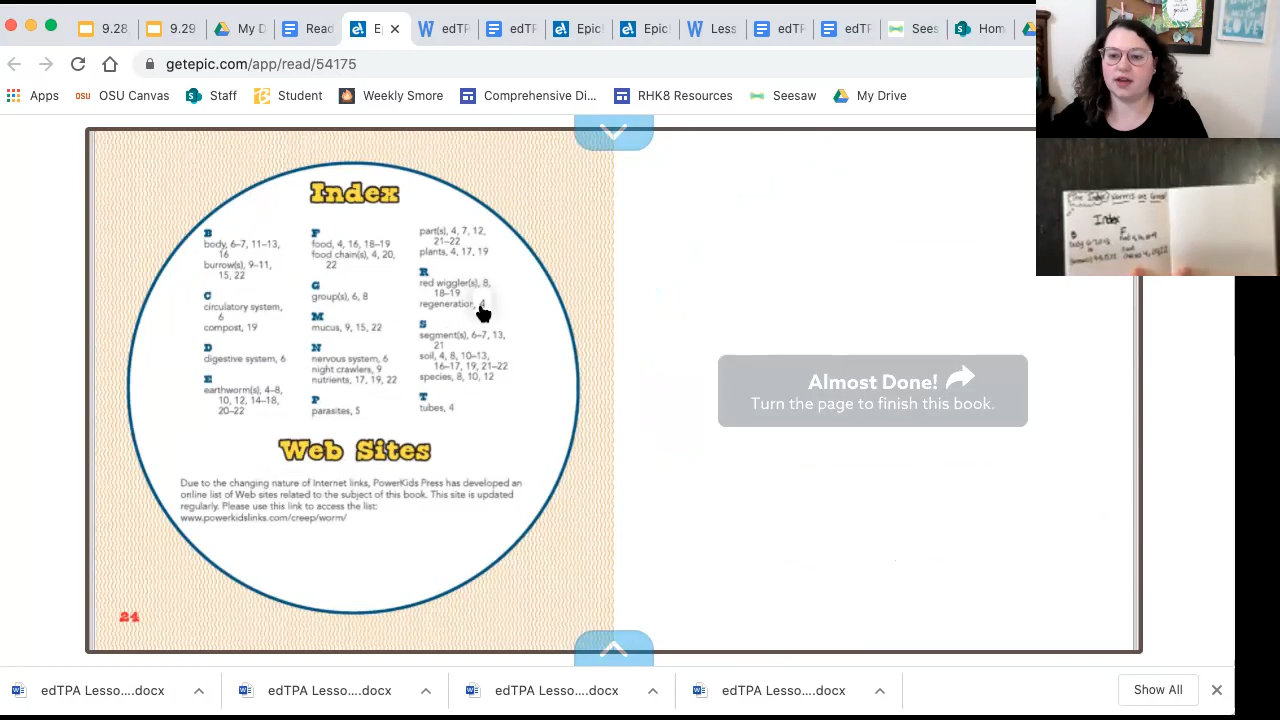 9.28
9.29
My D
Read
E
edT
edTP
Epic!
Epic!
Less
edTP
edTP
Sees
Hom
getepic.com/app/read/54175
Apps
OSU Canvas
Staff
Student
Weekly Smore
Comprehensive Di...
RHK8 Resources
Seesaw
My Drive
Index
B
body, 6–7, 11–13,
16
burrow(s), 9–11,
15, 22
C
circulatory system,
6
compost, 19
D
digestive system, 6
E
earthworm(s), 4–8,
10, 12, 14–18,
20–22
F
food, 4, 16, 18–19
food chain(s), 4, 20,
22
G
group(s), 6, 8
M
mucus, 9, 15, 22
N
nervous system, 6
night crawlers, 9
nutrients, 17, 19, 22
P
parasites, 5
part(s), 4, 7, 12,
21–22
plants, 4, 17, 19
R
red wiggler(s), 8,
18–19
regeneration, 4
S
segment(s), 6–7, 13,
21
soil, 4, 8, 10–13,
16–17, 19, 21–22
species, 8, 10, 12
T
tubes, 4
Web Sites
Due to the changing nature of Internet links, PowerKids Press has developed an
online list of Web sites related to the subject of this book. This site is updated
regularly. Please use this link to access the list:
www.powerkidslinks.com/creep/worm/
24
Almost Done!
Turn the page to finish this book.
The Index Worms are Great
Index
B
F
edTPA Lesso....docx
edTPA Lesso....docx
edTPA Lesso....docx
edTPA Lesso....docx
Show All